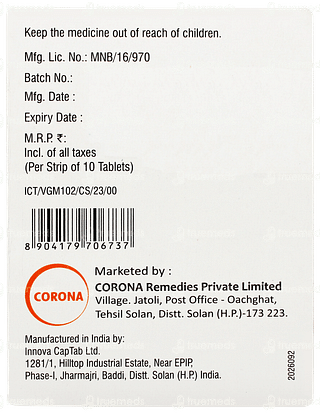 Keep the medicine out of reach of children.
Mfg. Lic. No.: MNB/16/970
Batch No.:
Mfg. Date :
Expiry Date :
M.R.P. ₹:
Incl. of all taxes
(Per Strip of 10 Tablets)
ICT/VGM102/CS/23/00
8 904179 706737
Marketed by :
CORONA
CORONA Remedies Private Limited
Village. Jatoli, Post Office - Oachghat,
Tehsil Solan, Distt. Solan (H.P.)-173 223.
Manufactured in India by:
Innova CapTab Ltd.
1281/1, Hilltop Industrial Estate, Near EPIP,
Phase-I, Jharmajri, Baddi, Distt. Solan (H.P.) India.
2026092